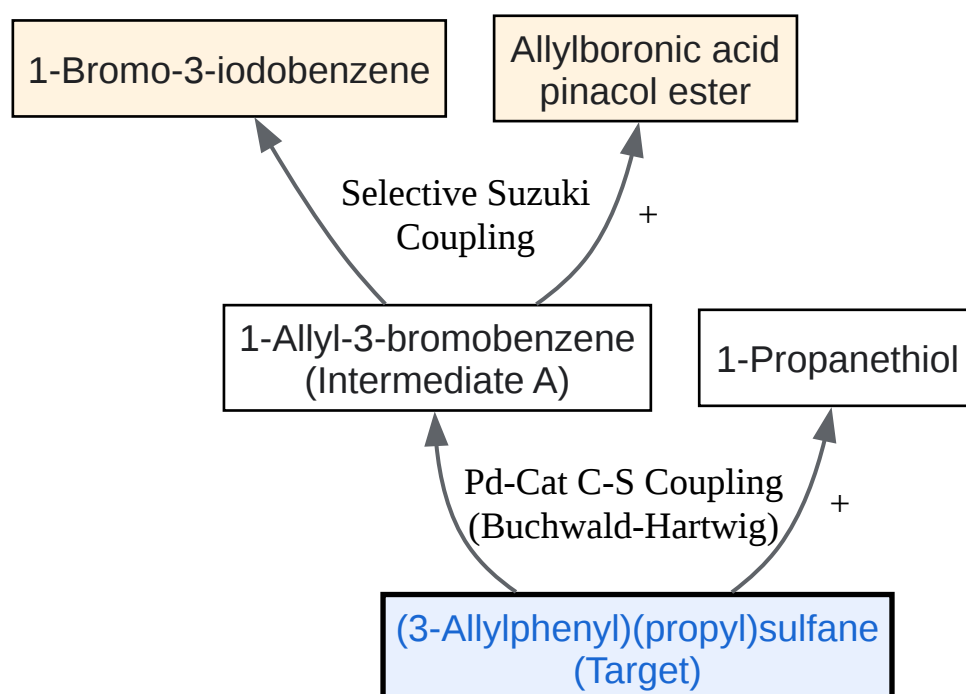 1-Bromo-3-iodobenzene
Allylboronic acid
pinacol ester
Selective Suzuki
Coupling
+
1-Allyl-3-bromobenzene
(Intermediate A)
1-Propanethiol
Pd-Cat C-S Coupling
(Buchwald-Hartwig)
+
(3-Allylphenyl)(propyl)sulfane
(Target)